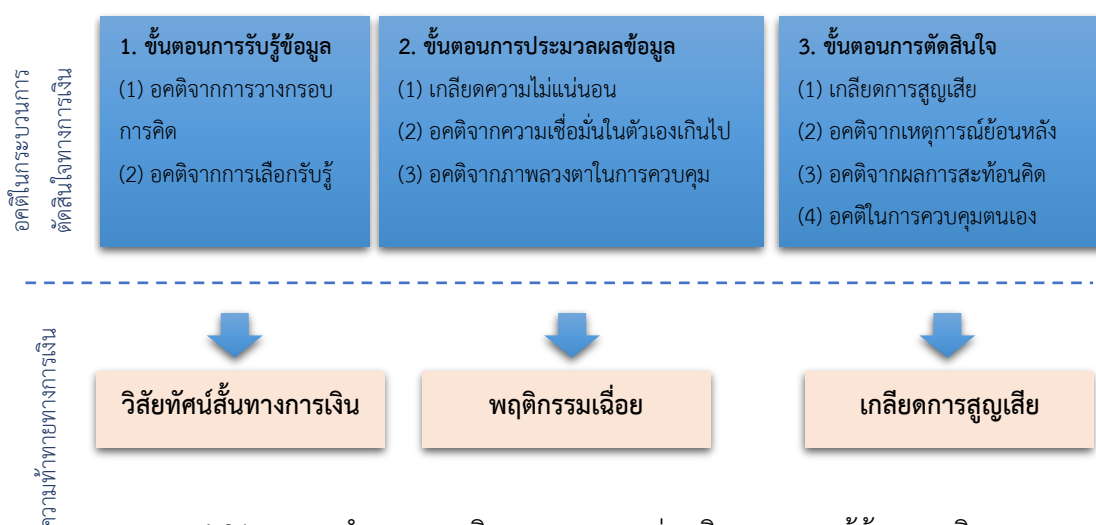 อคติในกระบวนการ
ตัดสินใจทางการเงิน
1. ขั้นตอนการรับรู้ข้อมูล
(1) อคติจากการวางกรอบ
การคิด
(2) อคติจากการเลือกรับรู้
2. ขั้นตอนการประมวลผลข้อมูล
(1) เกลียดความไม่แน่นอน
(2) อคติจากความเชื่อมั่นในตัวเองเกินไป
(3) อคติจากภาพลวงตาในการควบคุม
3. ขั้นตอนการตัดสินใจ
(1) เกลียดการสูญเสีย
(2) อคติจากเหตุการณ์ย้อนหลัง
(3) อคติจากผลการสะท้อนคิด
(4) อคติในการควบคุมตนเอง
ความท้าทายทางการเงิน
วิสัยทัศน์สั้นทางการเงิน
พฤติกรรมเฉื่อย
เกลียดการสูญเสีย